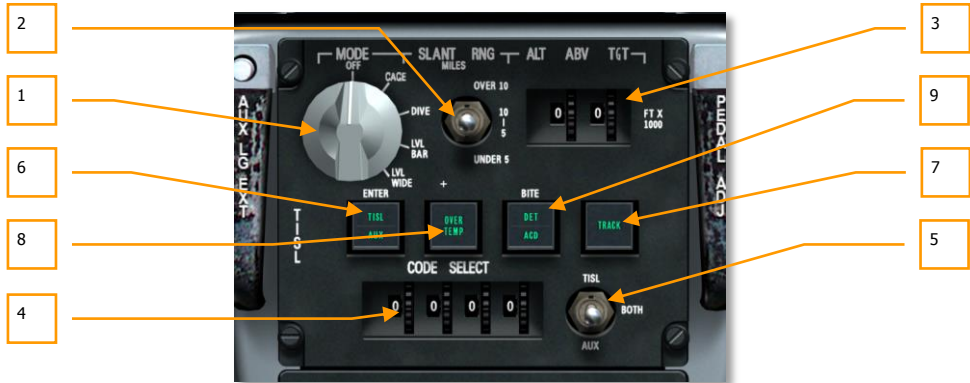 2
3
MODE SLANT RNG ALT ABV TGT
OFF MILES
CAGE OVER 10
1
9
DIVE
10
|
5
0 0 FT X
1000
LVL
BAR
UNDER 5
LVL
WIDE
6
7
ENTER + BITE
TISL
AUX
OVER
TEMP
DET
ACD
TRACK
8
5
CODE SELECT
TISL
BOTH
AUX
4
0 0 0 0
AUX LG EXT
TISL
PEDAL ADJ